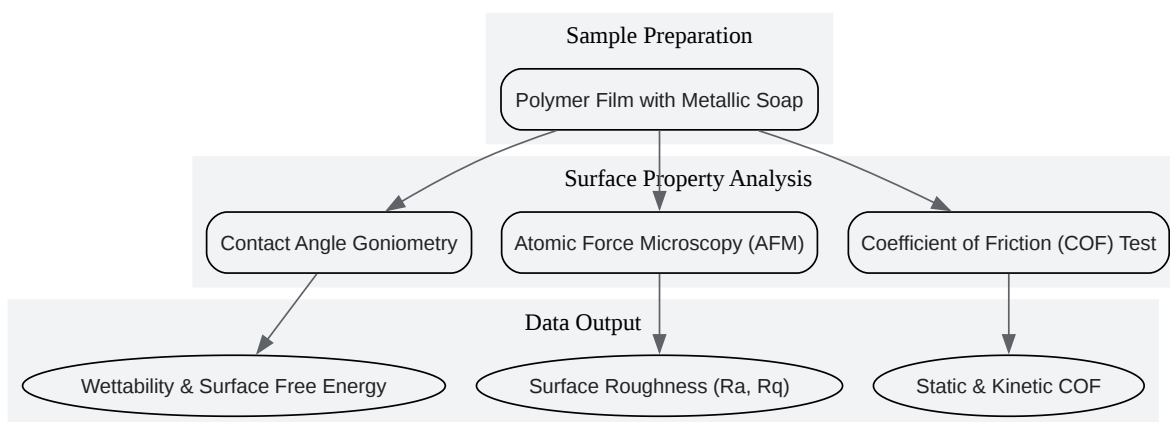 Sample Preparation
Polymer Film with Metallic Soap
Surface Property Analysis
Contact Angle Goniometry
Atomic Force Microscopy (AFM)
Coefficient of Friction (COF) Test
Data Output
Wettability & Surface Free Energy
Surface Roughness (Ra, Rq)
Static & Kinetic COF